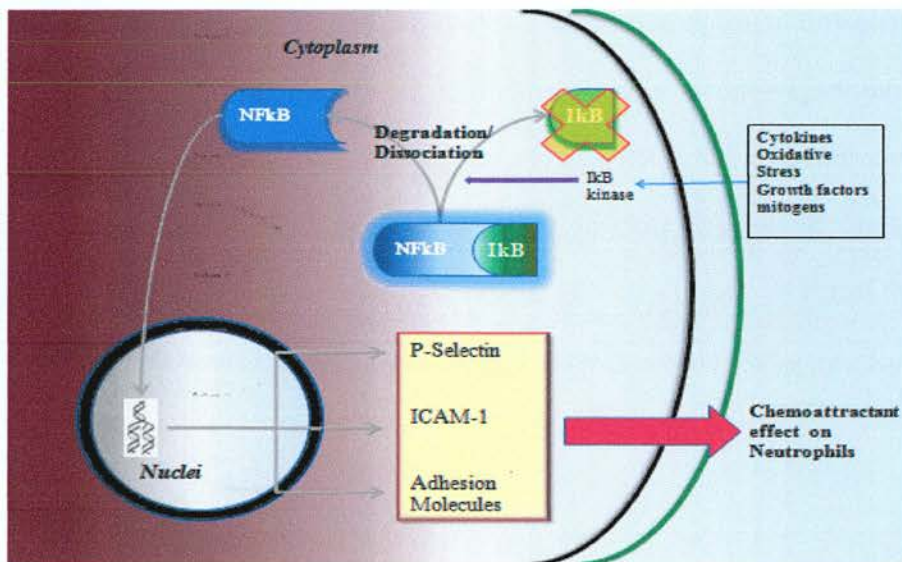 Cytoplasm
NFkB
IkB
Degradation/
Dissociation
Cytokines
Oxidative
Stress
Growth factors
mitogens
IkB
kinase
NFkB
IkB
P-Selectin
ICAM-1
Adhesion
Molecules
Chemoattractant
effect on
Neutrophils
Nuclei